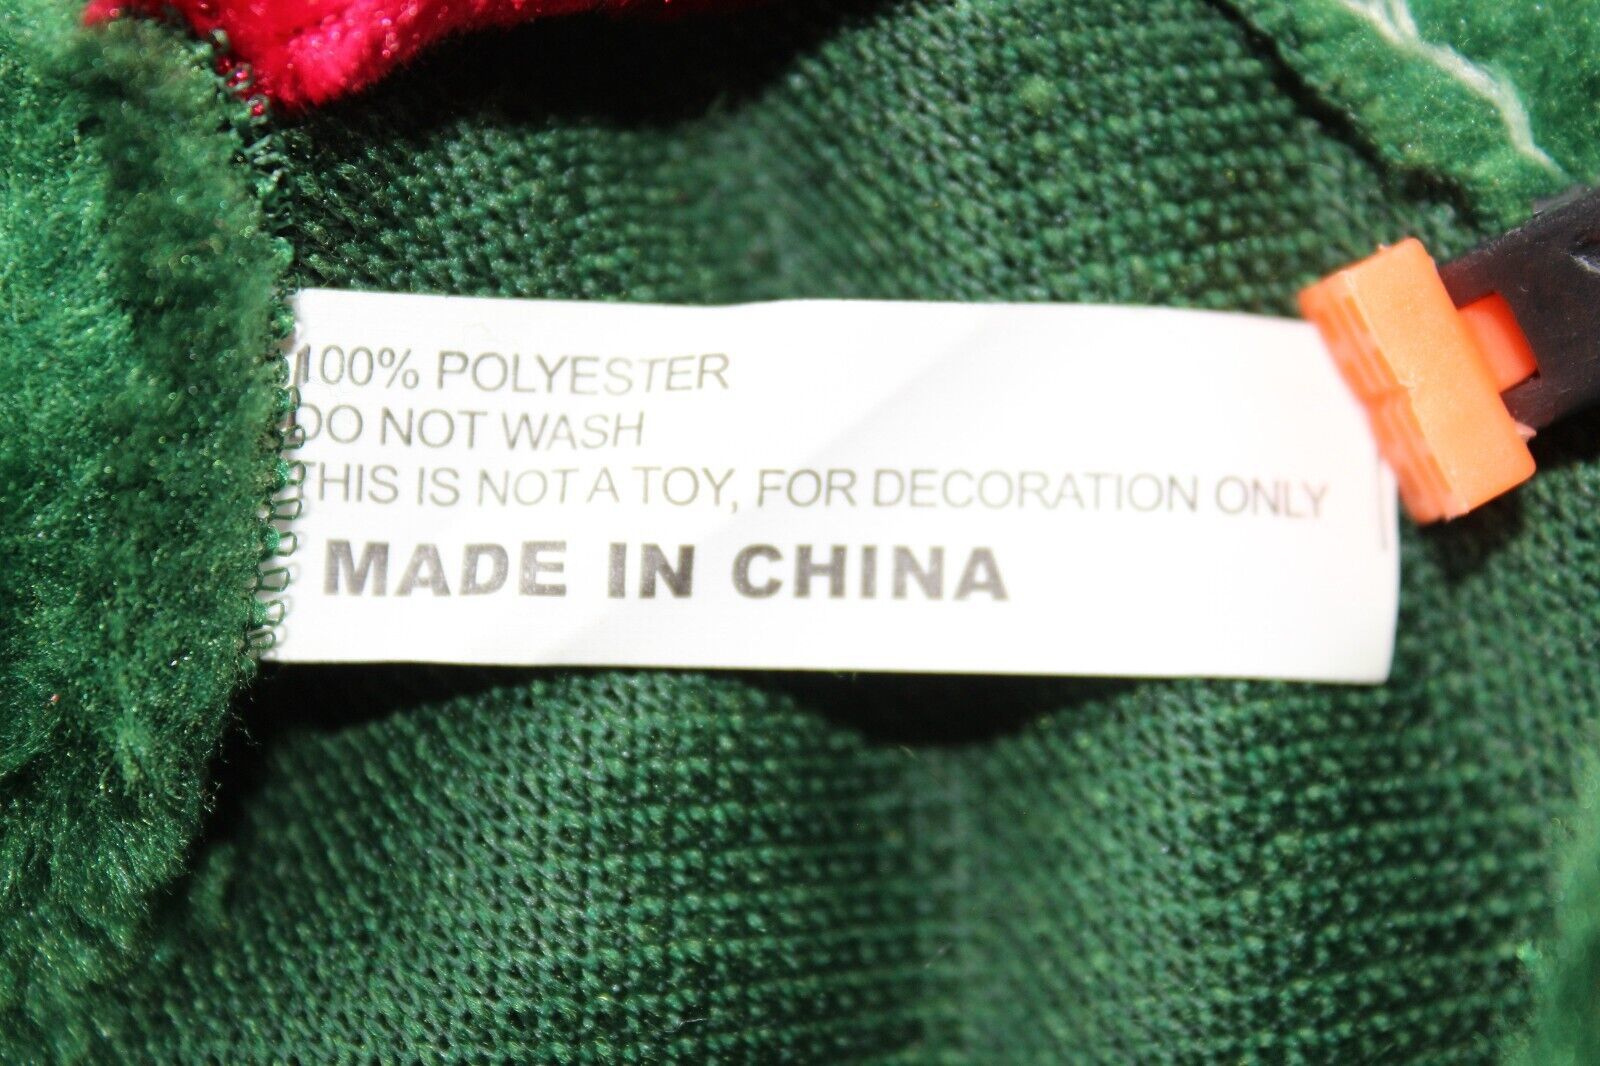 100% POLYESTER
DO NOT WASH
THIS IS NOT A TOY, FOR DECORATION ONLY
MADE IN CHINA